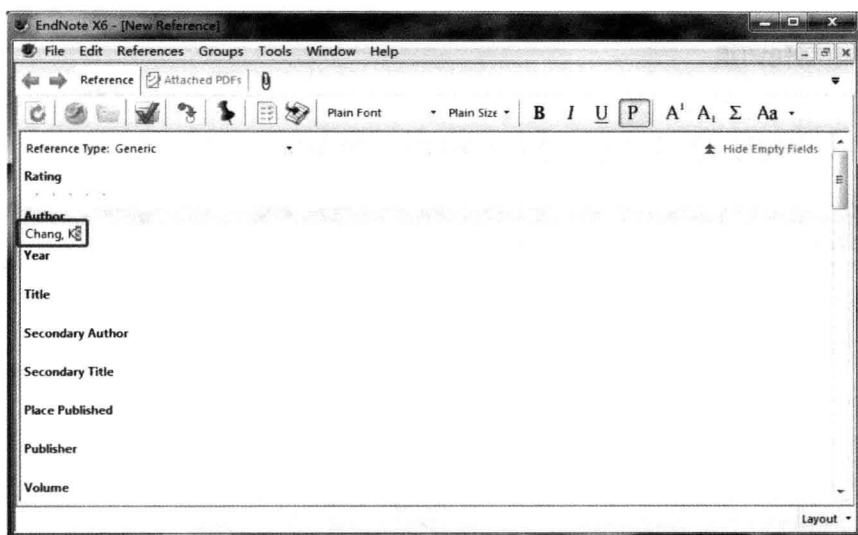 EndNote X6 - [New Reference]
File Edit References Groups Tools Window Help
Reference Attached PDFs
Plain Font Plain Size B I U P A¹ A₁ Σ Aa
Reference Type: Generic Hide Empty Fields
Rating
Author
Chang,
Year
Title
Secondary Author
Secondary Title
Place Published
Publisher
Volume
Layout